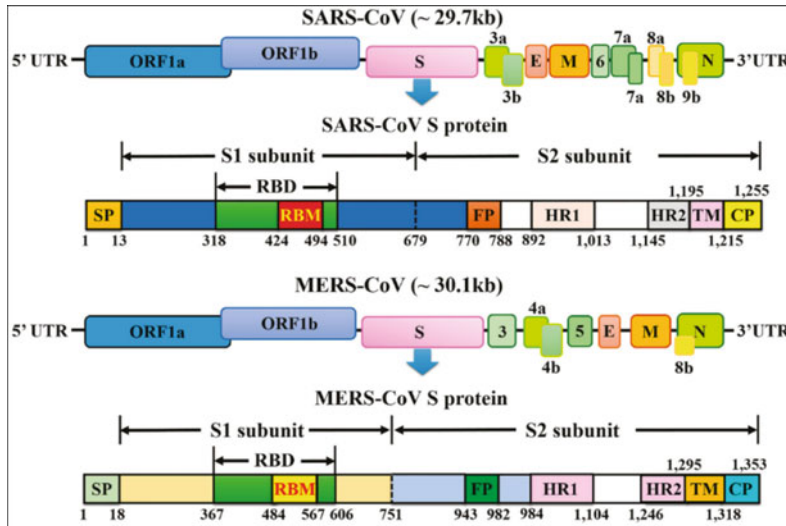 SARS-CoV (~ 29.7kb)
3a 7a 8a
5' UTR ORF1a ORF1b S E M 6 N 3'UTR
3b 7a 8b 9b
SARS-CoV S protein
S1 subunit S2 subunit
RBD 1,195 1,255
SP RBM FP HR1 HR2 TM CP
1 13 318 424 494 510 679 770 788 892 1,013 1,145 1,215
MERS-CoV (~ 30.1kb)
4a
5' UTR ORF1a ORF1b S 3 5 E M N 3'UTR
4b 8b
MERS-CoV S protein
S1 subunit S2 subunit
RBD 1,295 1,353
SP RBM FP HR1 HR2 TM CP
1 18 367 484 567 606 751 943 982 984 1,104 1,246 1,318